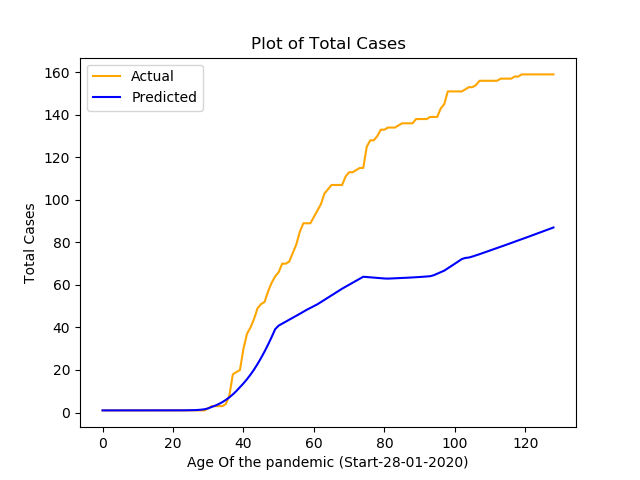 Plot of Total Cases
Actual
Predicted
160
140
120
100
80
60
40
20
0
Total Cases
0 20 40 60 80 100 120
Age Of the pandemic (Start-28-01-2020)